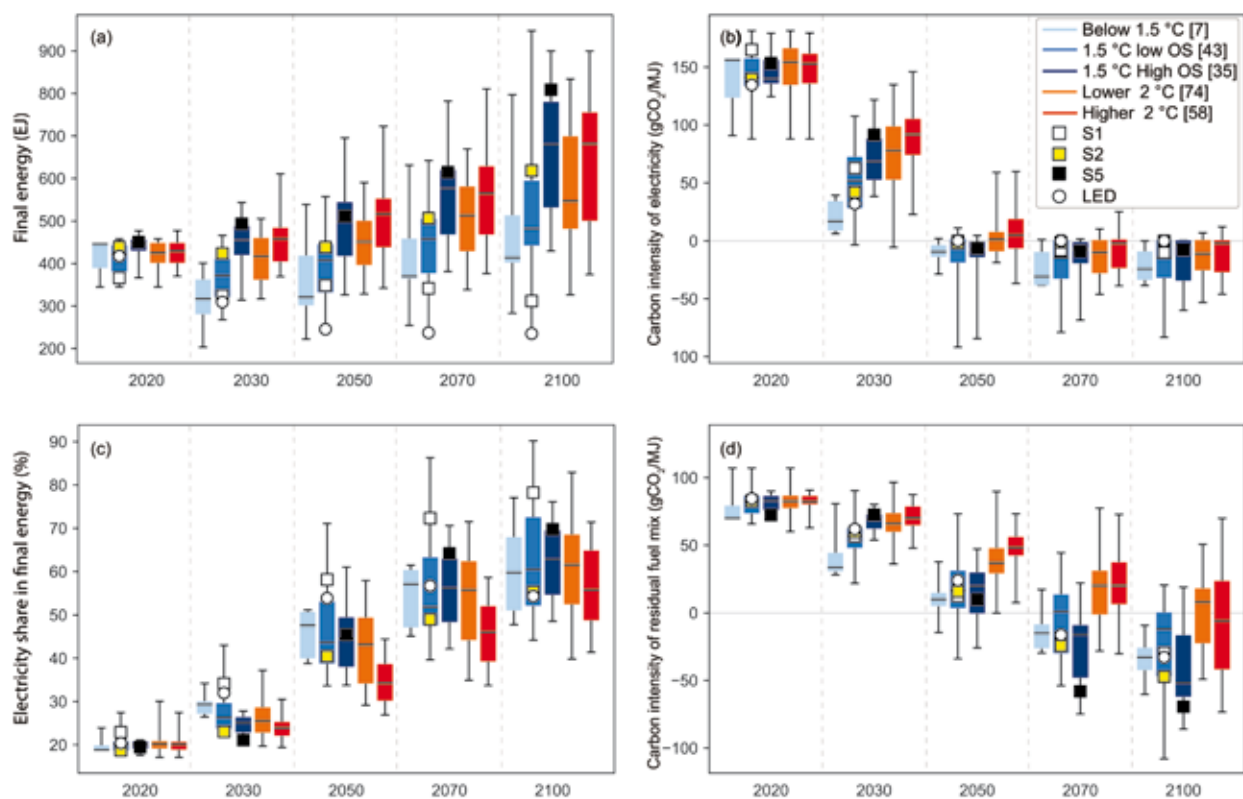 (a)
Final energy (EJ)
900
800
700
600
500
400
300
200
2020 2030 2050 2070 2100
(b)
Carbon intensity of electricity (gCO₂/MJ)
150
100
50
0
−50
100
2020 2030 2050 2070 2100
Below 1.5 °C [7]
1.5 °C low OS [43]
1.5 °C High OS [35]
Lower 2 °C [74]
Higher 2 °C [58]
S1
S2
S5
LED
(c)
Electricity share in final energy (%)
90
80
70
60
50
40
30
20
2020 2030 2050 2070 2100
(d)
Carbon intensity of residual fuel mix (gCO₂/MJ)
100
50
0
−50
−100
2020 2030 2050 2070 2100